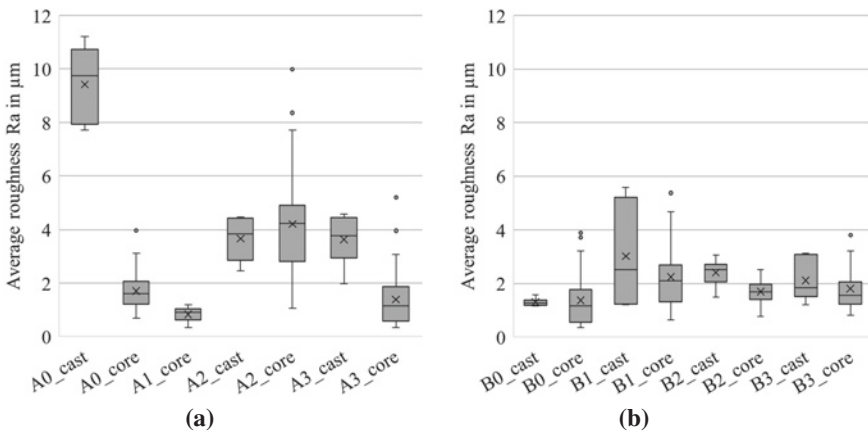 Average roughness Ra in µm
12
10
8
6
4
2
0
A0_cast
A0_core
A1_core
A2_cast
A2_core
A3_cast
A3_core
(a)
Average roughness Ra in µm
12
10
8
6
4
2
0
B0_cast
B0_core
B1_cast
B1_core
B2_cast
B2_core
B3_cast
B3_core
(b)